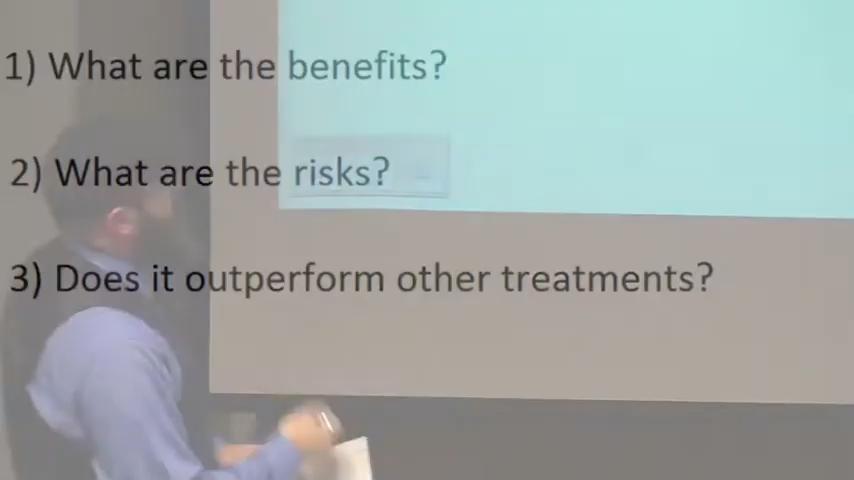 1) What are the benefits?
2) What are the risks?
3) Does it outperform other treatments?